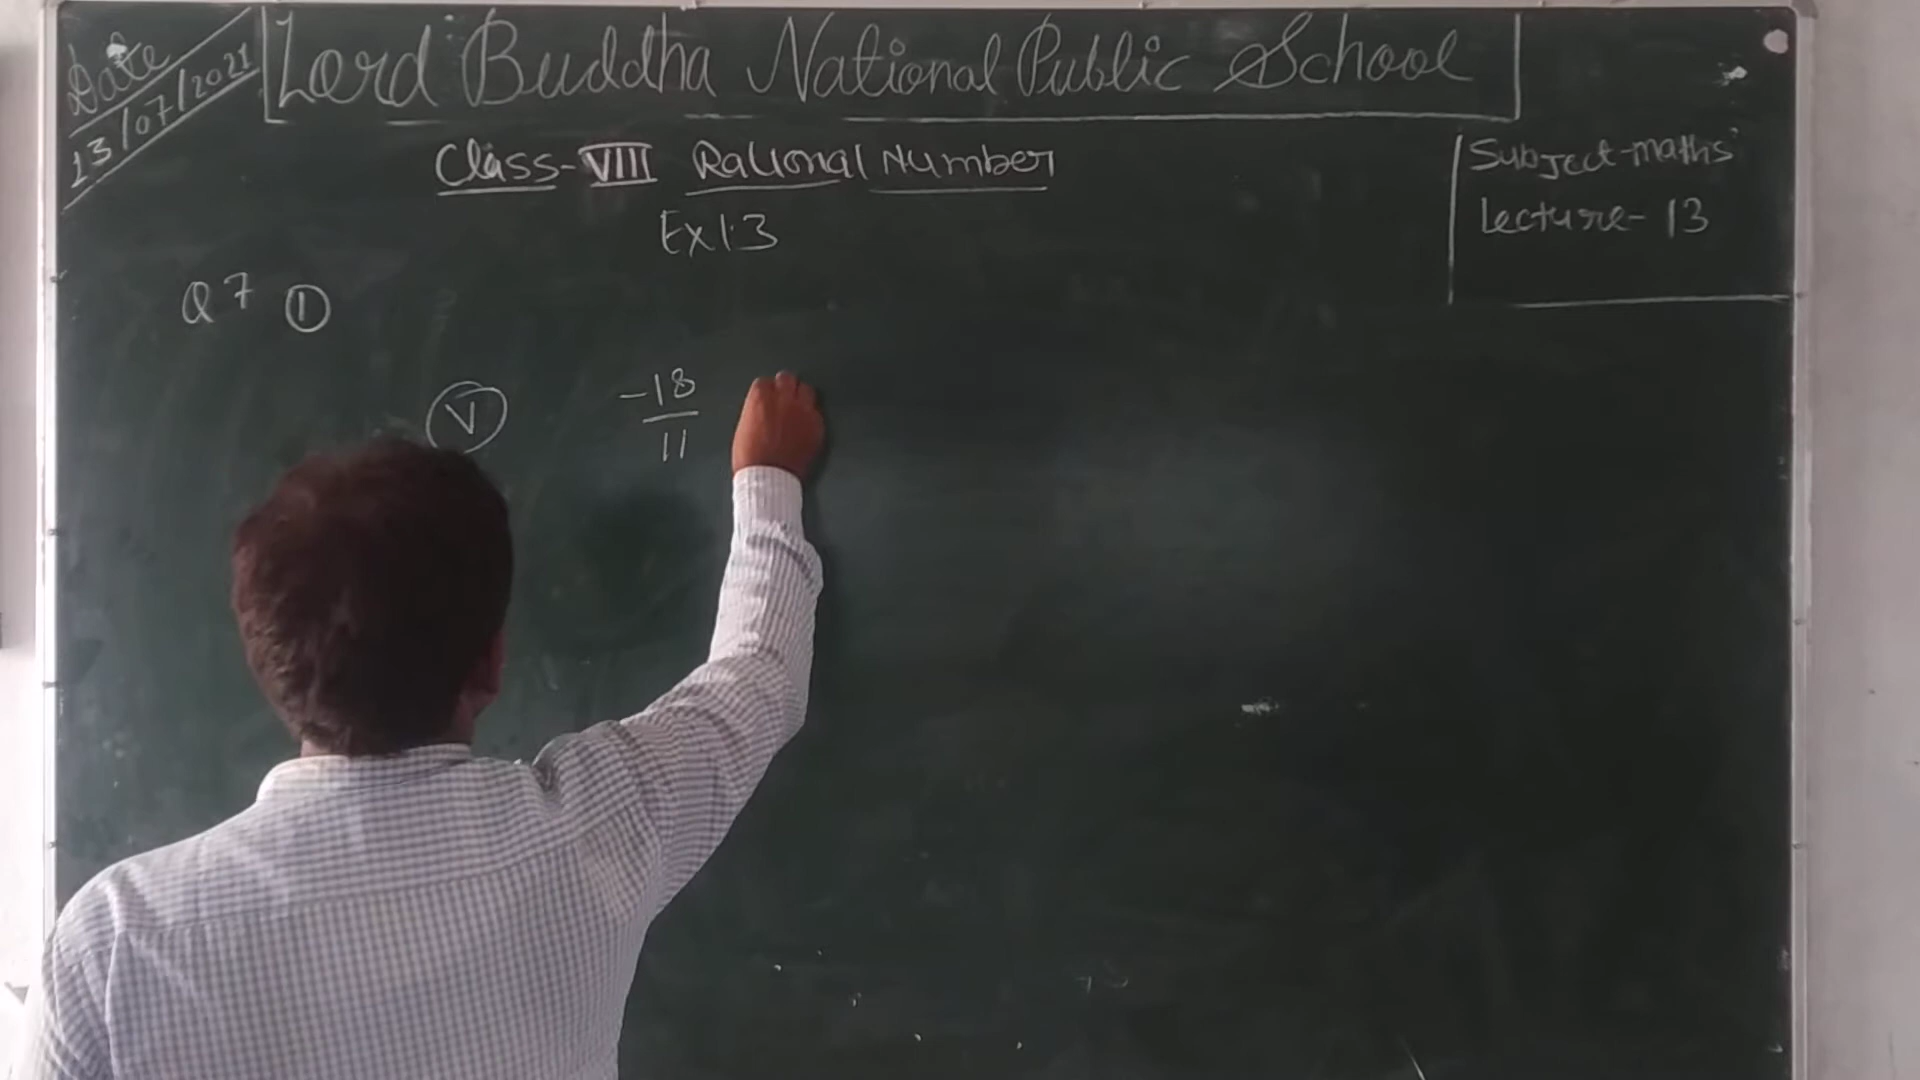 Date
13/07/2021
Lord Buddha National Public School
Class-VIII Rational Number
Ex 1.3
Subject-maths
Lecture-13
Q7 (1)
(V) -18/11